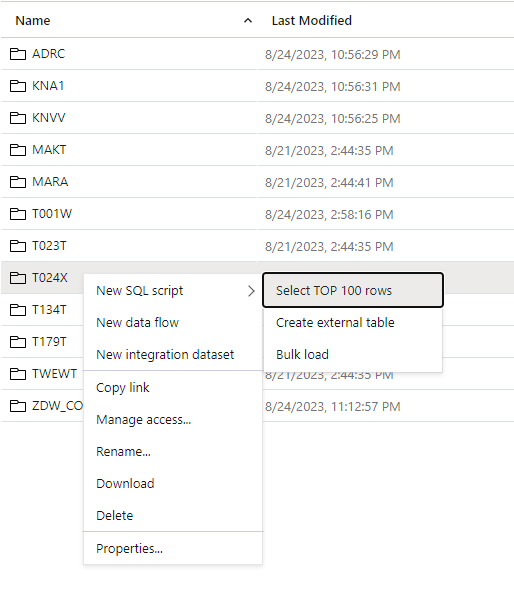 Name Last Modified
ADRC 8/24/2023, 10:56:29 PM
KNA1 8/24/2023, 10:56:31 PM
KNVV 8/24/2023, 10:56:25 PM
MAKT 8/21/2023, 2:44:35 PM
MARA 8/21/2023, 2:44:41 PM
T001W 8/24/2023, 2:58:16 PM
T023T 8/21/2023, 2:44:35 PM
T024X
T134T
T179T
TWEWT 8/21/2023, 2:44:35 PM
ZDW_CO 8/24/2023, 11:12:57 PM
New SQL script
New data flow
New integration dataset
Copy link
Manage access...
Rename...
Download
Delete
Properties...
Select TOP 100 rows
Create external table
Bulk load